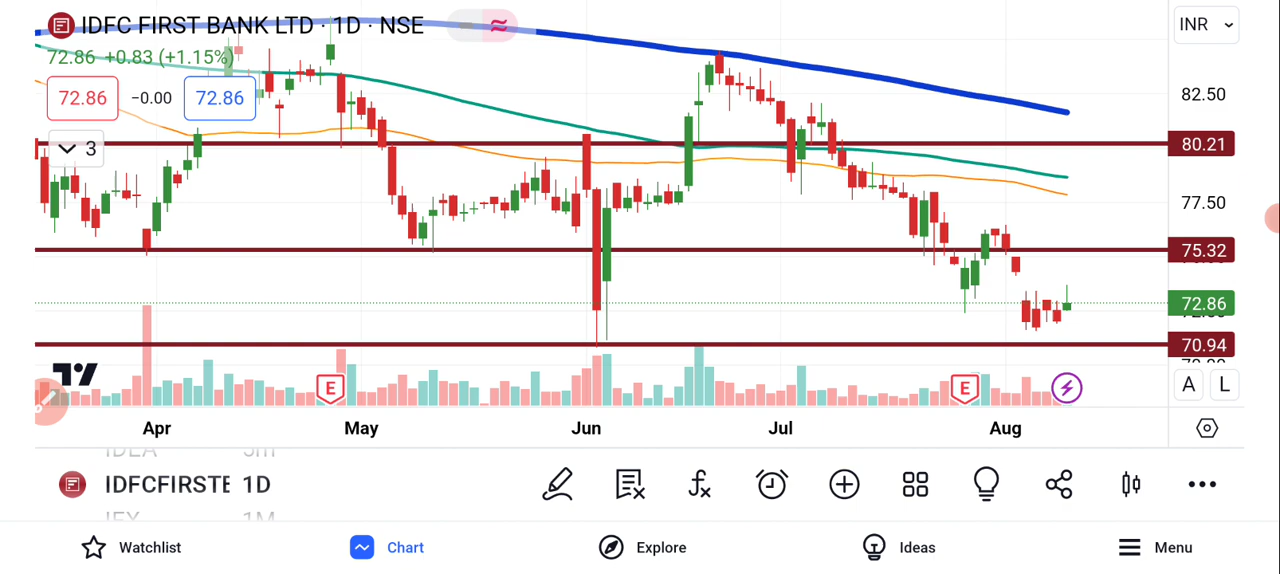 IDFC FIRST BANK LTD · 1D · NSE
INR
72.86 +0.83 (+1.15%)
72.86 −0.00 72.86
3
82.50
80.21
77.50
75.32
72.86
70.94
E E
A L
Apr May Jun Jul Aug
IDFCFIRSTE 1D
Watchlist Chart Explore Ideas Menu